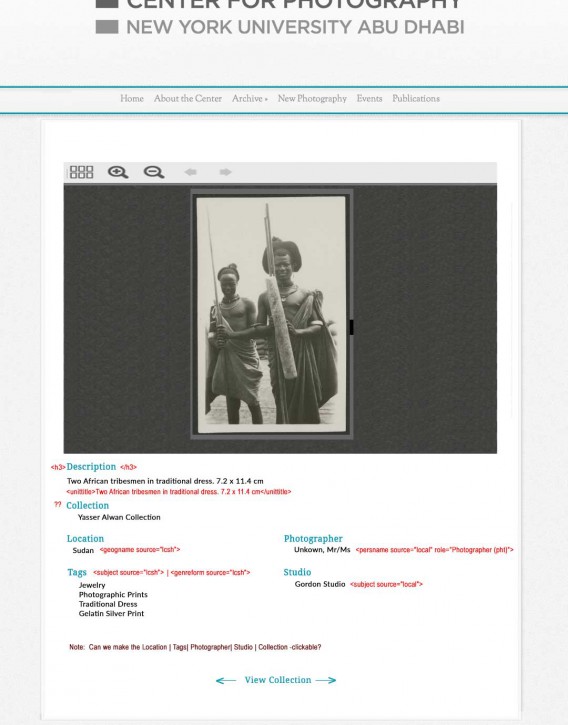 CENTER FOR PHOTOGRAPHY
NEW YORK UNIVERSITY ABU DHABI
Home About the Center Archive » New Photography Events Publications
<h3> Description </h3>
Two African tribesmen in traditional dress. 7.2 x 11.4 cm
<unittitle>Two African tribesmen in traditional dress. 7.2 x 11.4 cm</unittitle>
?? Collection
Yasser Alwan Collection
Location Photographer
Sudan <geogname source="lcsh"> Unkown, Mr/Ms <persname source="local" role="Photographer (pht)">
Tags <subject source="lcsh"> | <genreform source="lcsh"> Studio
Jewelry Gordon Studio <subject source="local">
Photographic Prints
Traditional Dress
Gelatin Silver Print
Note: Can we make the Location | Tags| Photographer| Studio | Collection -clickable?
View Collection